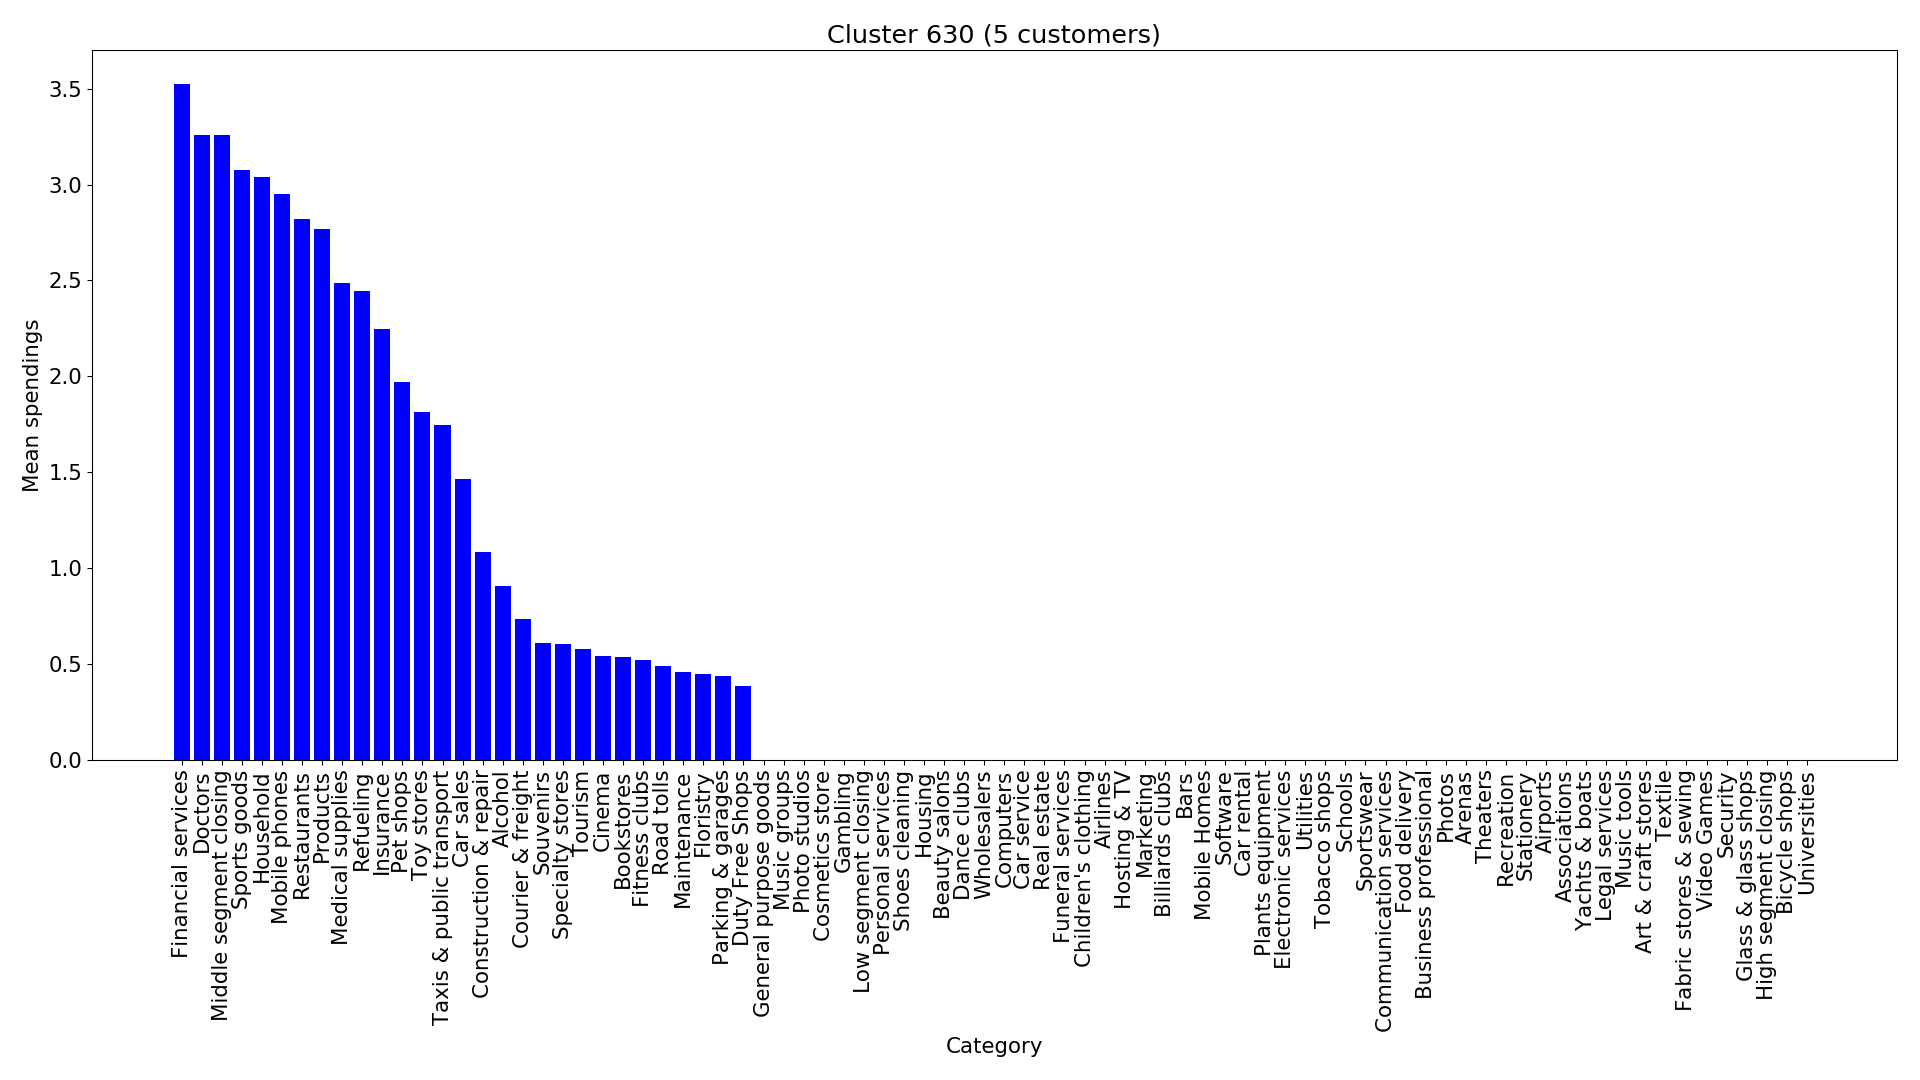 Cluster 630 (5 customers)
Mean spendings
3.5
3.0
2.5
2.0
1.5
1.0
0.5
0.0
Financial services
Doctors
Middle segment closing
Sports goods
Household
Mobile phones
Restaurants
Products
Medical supplies
Refueling
Insurance
Pet shops
Toy stores
Taxis & public transport
Car sales
Construction & repair
Alcohol
Courier & freight
Souvenirs
Specialty stores
Tourism
Cinema
Bookstores
Fitness clubs
Road tolls
Maintenance
Floristry
Parking & garages
Duty Free Shops
General purpose goods
Music groups
Photo studios
Cosmetics store
Gambling
Low segment closing
Personal services
Shoes cleaning
Housing
Beauty salons
Dance clubs
Wholesalers
Computers
Car service
Real estate
Funeral services
Children's clothing
Airlines
Hosting & TV
Marketing
Billiards clubs
Bars
Mobile Homes
Software
Car rental
Plants equipment
Electronic services
Utilities
Tobacco shops
Schools
Sportswear
Communication services
Food delivery
Business professional
Photos
Arenas
Theaters
Recreation
Stationery
Airports
Associations
Yachts & boats
Legal services
Music tools
Art & craft stores
Textile
Fabric stores & sewing
Video Games
Security
Glass & glass shops
High segment closing
Bicycle shops
Universities
Category